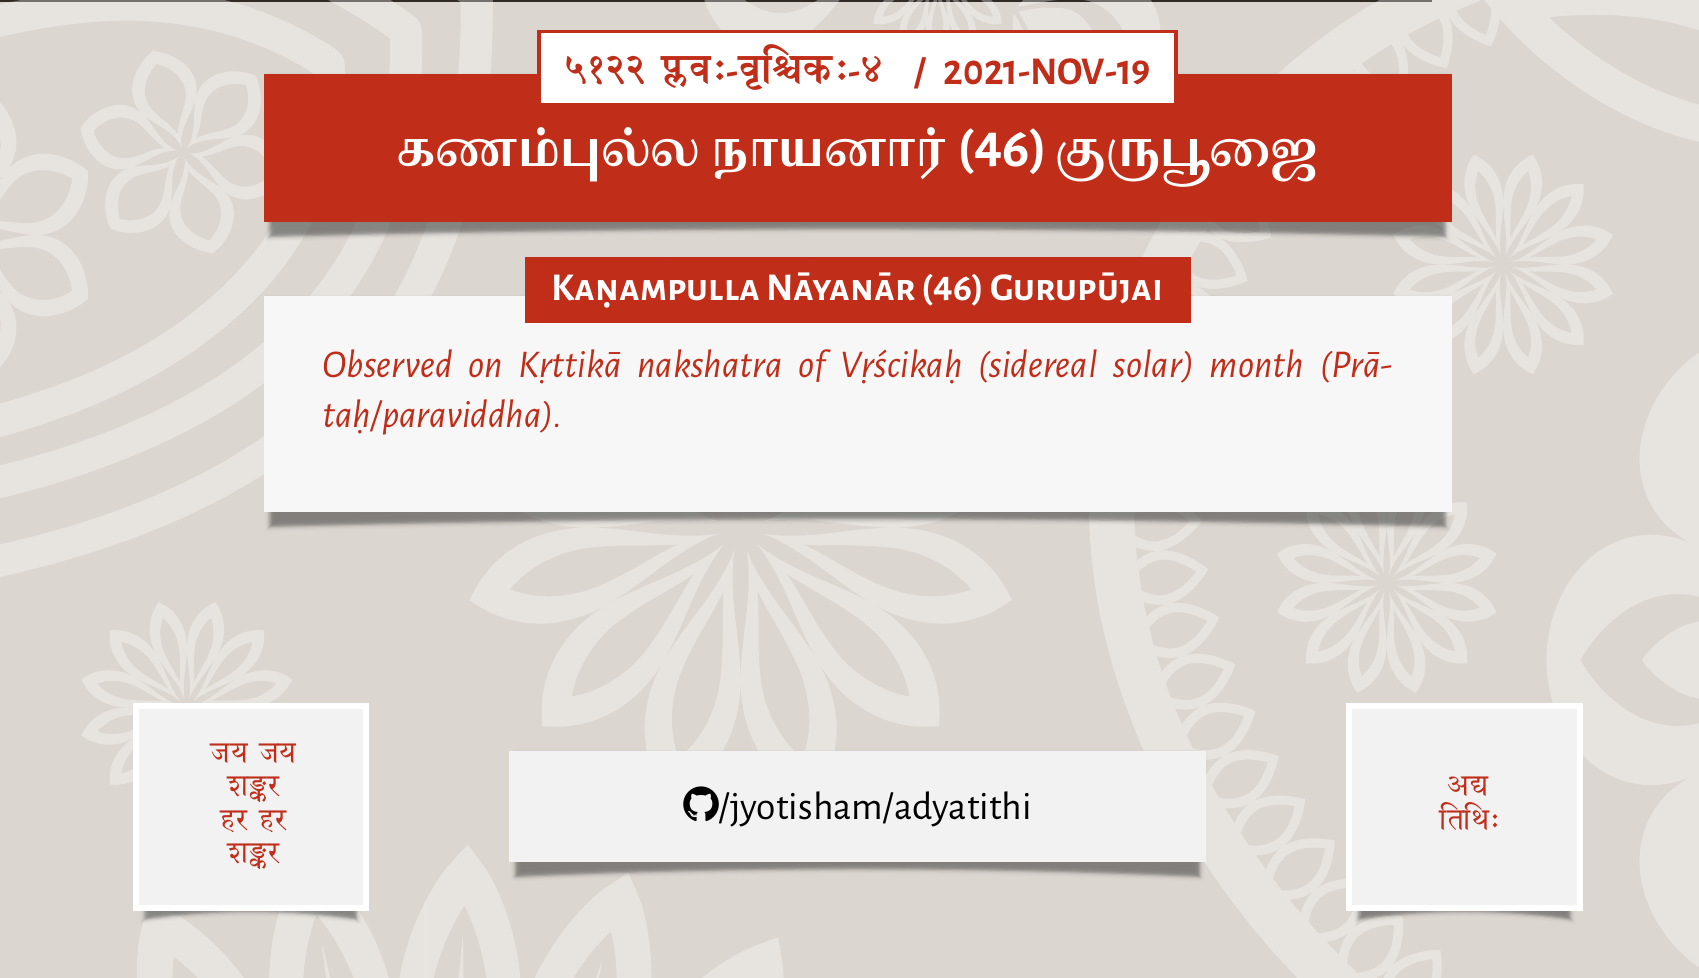 ५१२२ प्लवः-वृश्चिकः-४ / 2021-NOV-19
கணம்புல்ல நாயனார் (46) குருபூஜை
Kaṇampulla Nāyanār (46) Gurupūjai
Observed on Kṛttikā nakshatra of Vṛścikaḥ (sidereal solar) month (Prā-
taḥ/paraviddha).
जय जय
शङ्कर
हर हर
शङ्कर
/jyotisham/adyatithi
अद्य
तिथिः